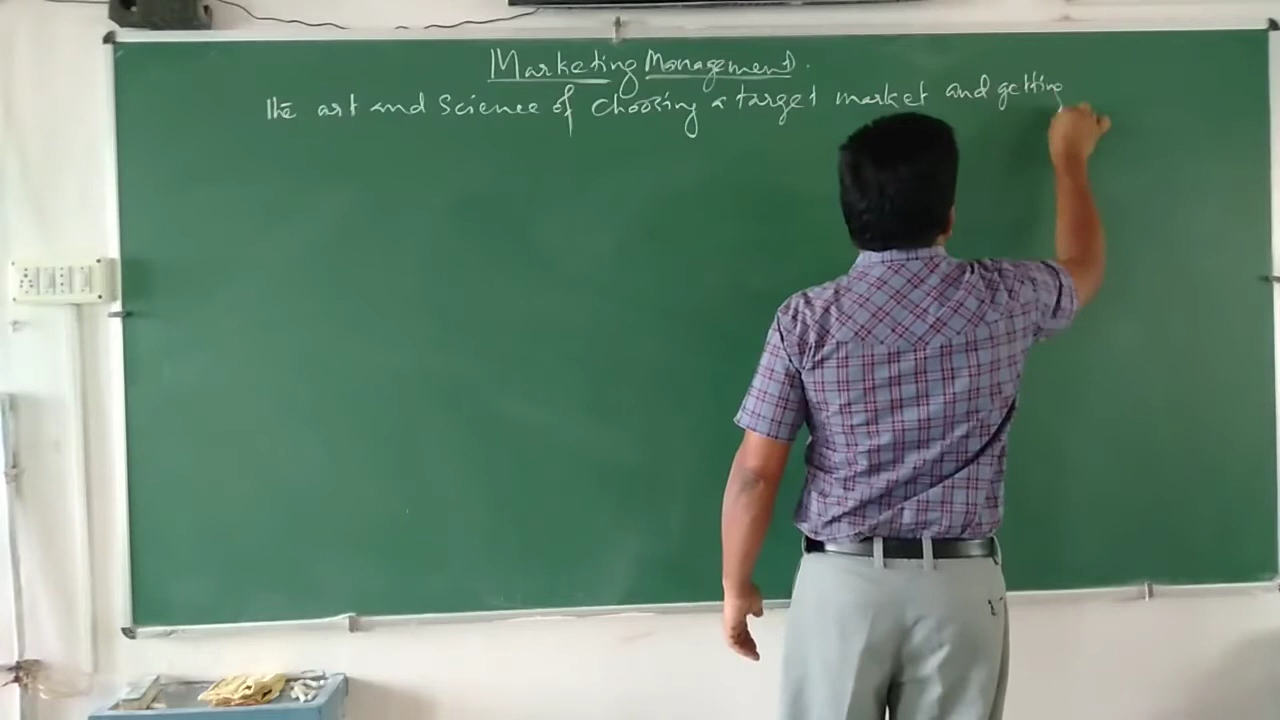 Marketing Management.
The art and Science of Choosing a target market and getting